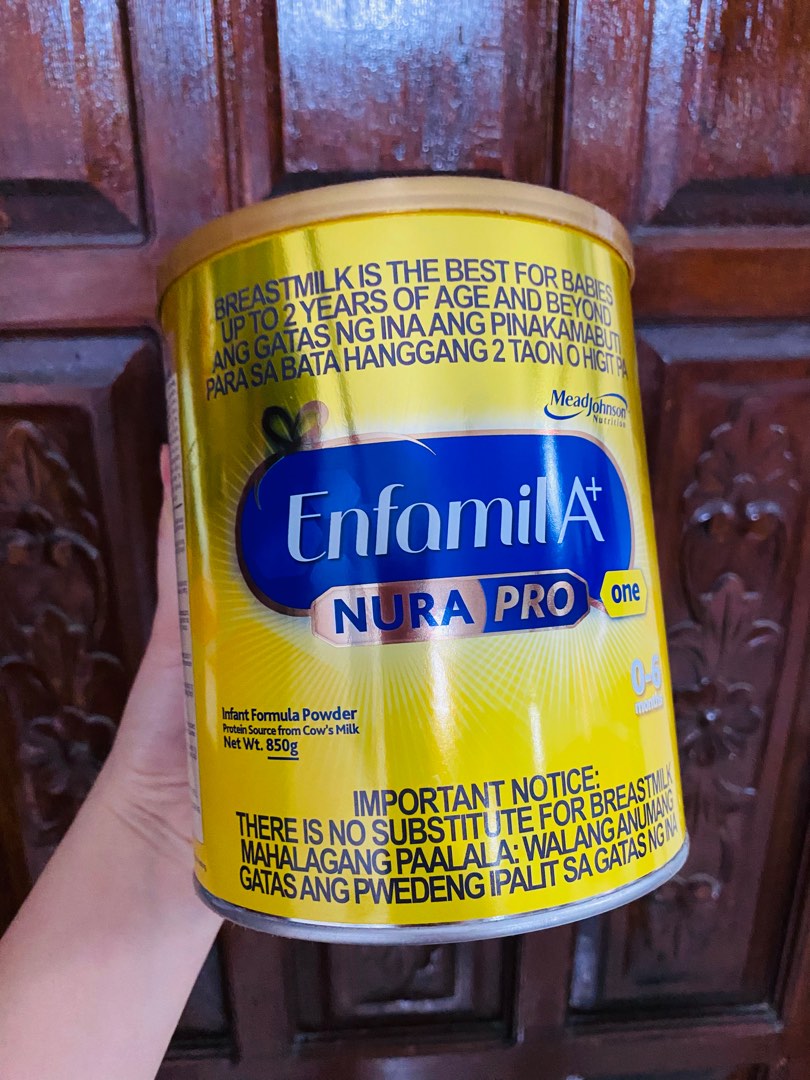 BREASTMILK IS THE BEST FOR BABIES
UP TO 2 YEARS OF AGE AND BEYOND
ANG GATAS NG INA ANG PINAKAMABUTI
PARA SA BATA HANGGANG 2 TAON O HIGIT PA
MeadJohnson
Nutrition
Enfamil A+
NURA PRO one
0-6
months
Infant Formula Powder
Protein Source from Cow's Milk
Net Wt. 850g
IMPORTANT NOTICE:
THERE IS NO SUBSTITUTE FOR BREASTMILK
MAHALAGANG PAALALA: WALANG ANUMANG
GATAS ANG PWEDENG IPALIT SA GATAS NG INA